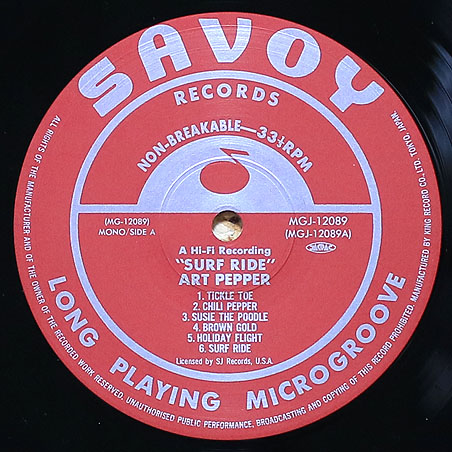 SAVOY
RECORDS
NON-BREAKABLE—33⅓RPM
(MG-12089)
MONO/SIDE A
MGJ-12089
(MGJ-12089A)
A Hi-Fi Recording
"SURF RIDE"
ART PEPPER
1. TICKLE TOE
2. CHILI PEPPER
3. SUSIE THE POODLE
4. BROWN GOLD
5. HOLIDAY FLIGHT
6. SURF RIDE
Licensed by SJ Records, U.S.A.
LONG PLAYING MICROGROOVE
ALL RIGHTS OF THE MANUFACTURER AND OF THE OWNER OF THE RECORDED WORK RESERVED. UNAUTHORISED PUBLIC PERFORMANCE, BROADCASTING AND COPYING OF THIS RECORD PROHIBITED. MANUFACTURED BY KING RECORD CO., LTD. TOKYO, JAPAN.